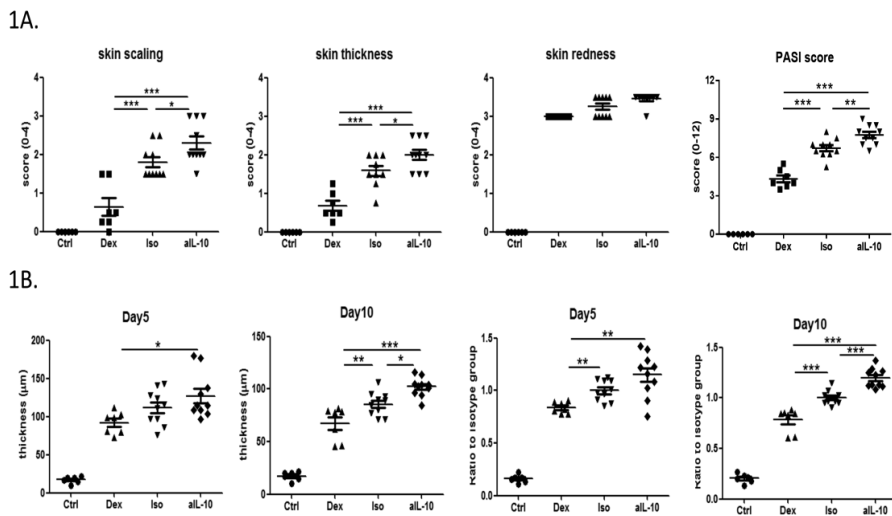 1A.
skin scaling
score (0-4)
4
3
2
1
0
***
***
*
Ctrl Dex Iso aIL-10
skin thickness
score (0-4)
4
3
2
1
0
***
***
*
Ctrl Dex Iso aIL-10
skin redness
score (0-4)
4
3
2
1
0
Ctrl Dex Iso aIL-10
PASI score
score (0-12)
12
9
6
3
0
***
***
**
Ctrl Dex Iso aIL-10
1B.
Day5
thickness (μm)
200
150
100
50
0
*
Ctrl Dex Iso aIL-10
Day10
thickness (μm)
150
100
50
0
***
**
*
Ctrl Dex Iso aIL-10
Day5
Ratio to isotype group
1.5
1.0
0.5
0.0
**
**
Ctrl Dex Iso aIL-10
Day10
Ratio to isotype group
1.5
1.0
0.5
0.0
***
***
***
Ctrl Dex Iso aIL-10